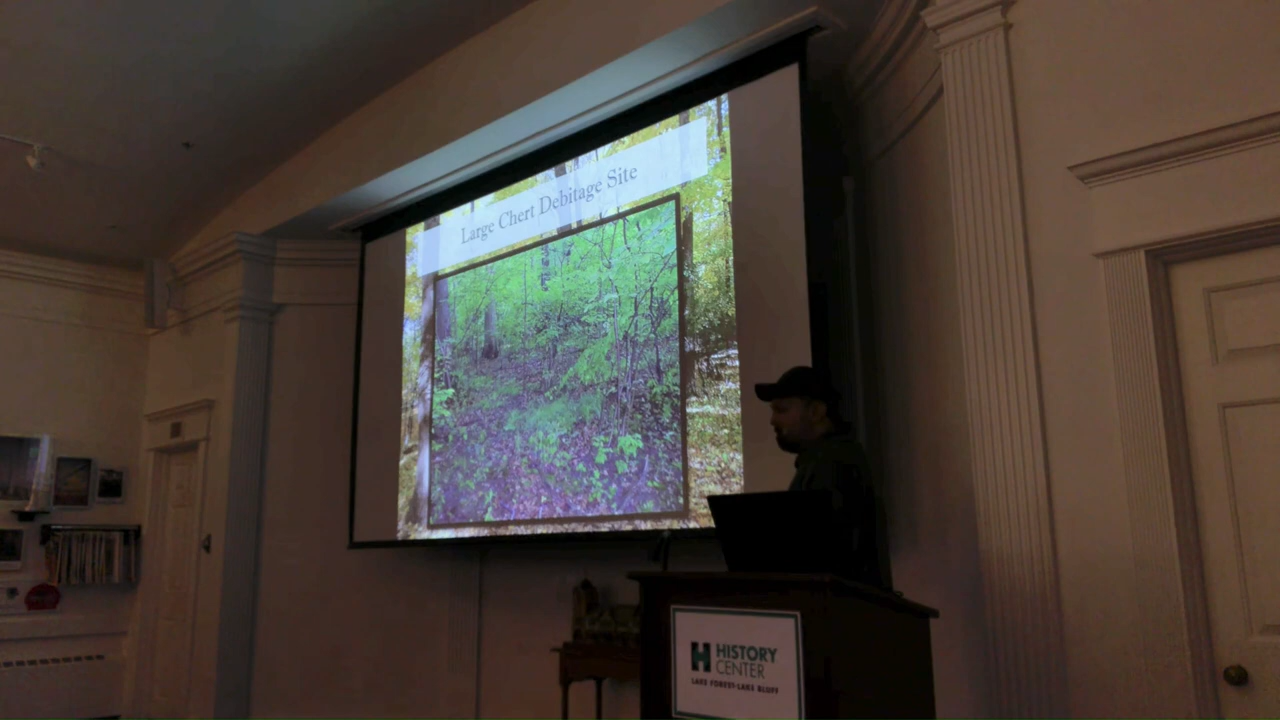 Large Chert Debitage Site
HISTORY
CENTER
LAKE FOREST-LAKE BLUFF